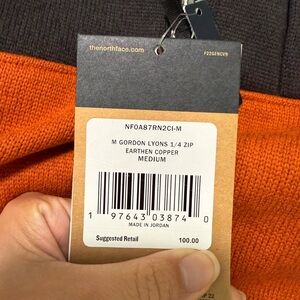 thenorthface.com
F22GENCVB
NF0A87RN2CI-M
M GORDON LYONS 1/4 ZIP
EARTHEN COPPER
MEDIUM
1 97643 03874 0
MADE IN JORDAN
Suggested Retail 100.00